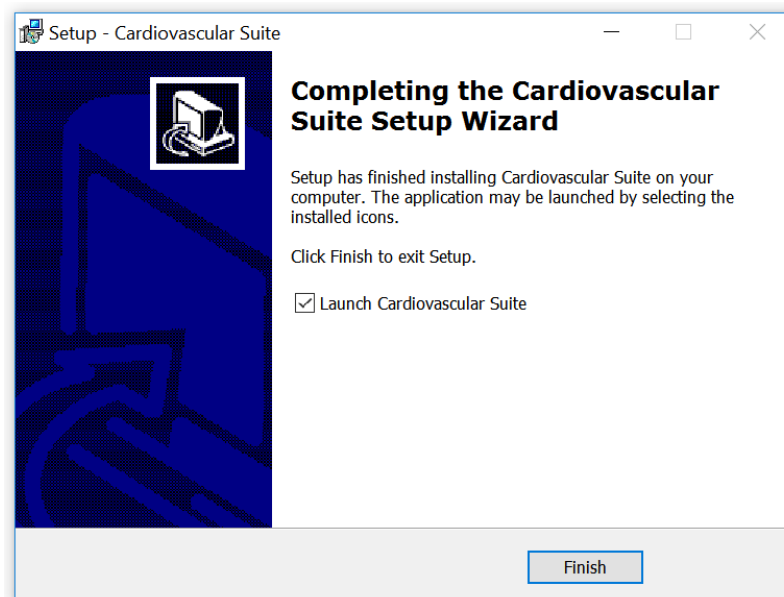 Setup - Cardiovascular Suite
Completing the Cardiovascular
Suite Setup Wizard
Setup has finished installing Cardiovascular Suite on your
computer. The application may be launched by selecting the
installed icons.
Click Finish to exit Setup.
Launch Cardiovascular Suite
Finish